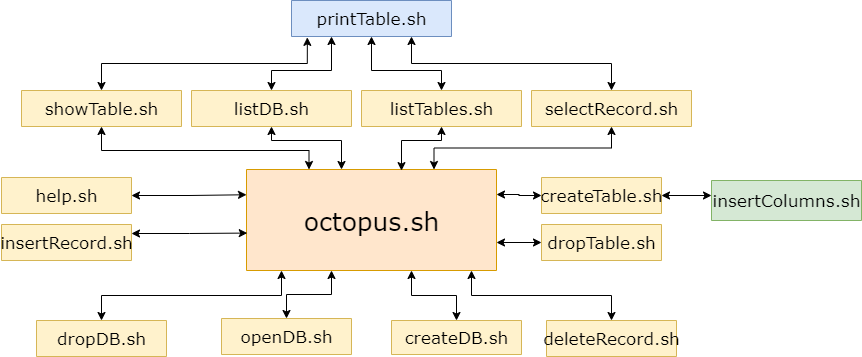 printTable.sh
showTable.sh
listDB.sh
listTables.sh
selectRecord.sh
help.sh
octopus.sh
createTable.sh
insertColumns.sh
insertRecord.sh
dropTable.sh
dropDB.sh
openDB.sh
createDB.sh
deleteRecord.sh